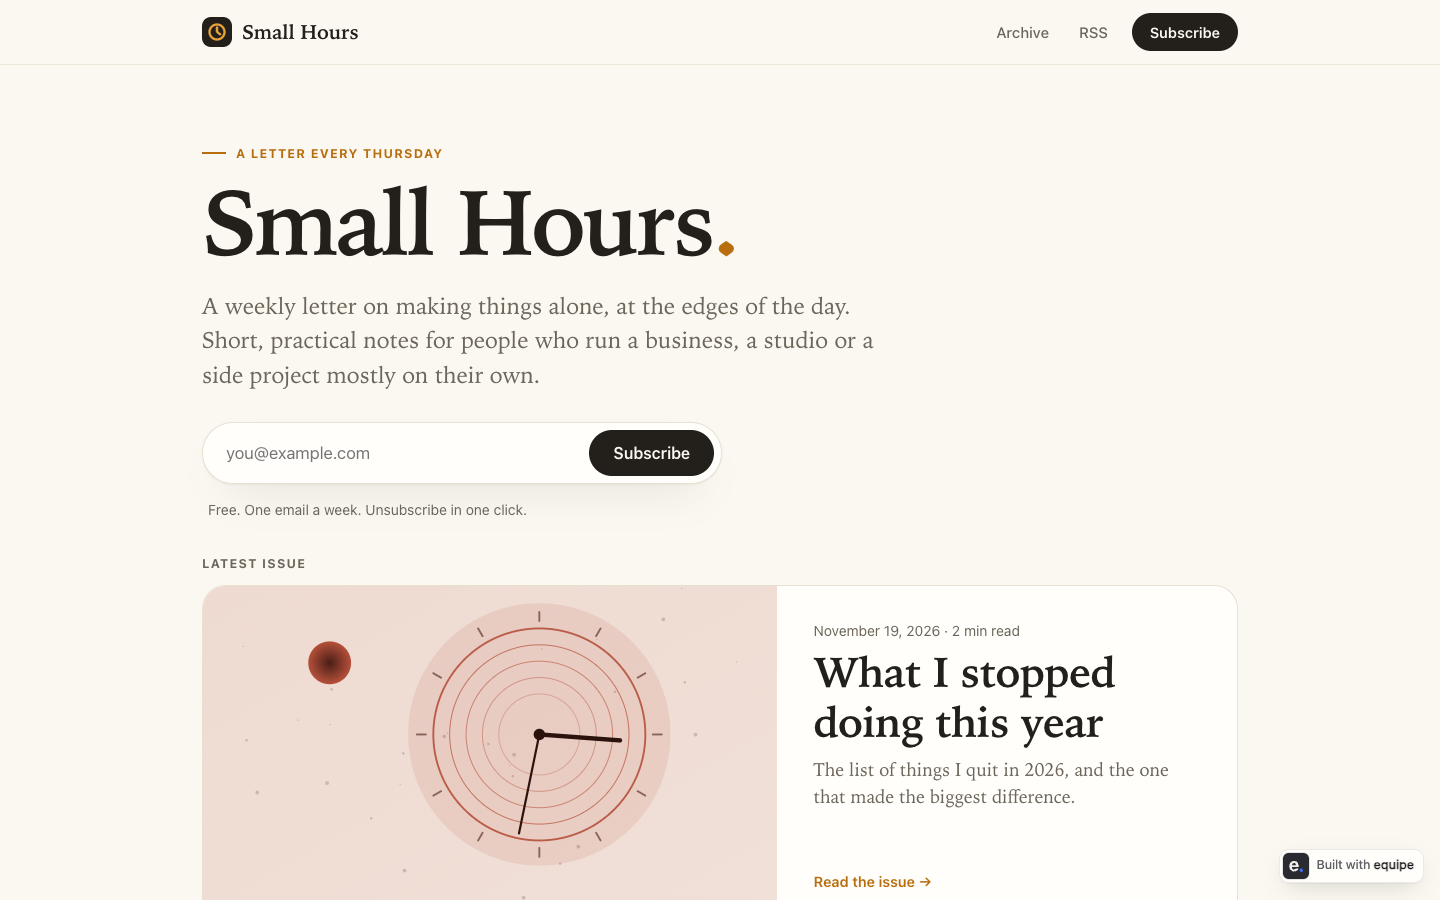 Small Hours
Archive
RSS
Subscribe
A LETTER EVERY THURSDAY
Small Hours.
A weekly letter on making things alone, at the edges of the day.
Short, practical notes for people who run a business, a studio or a
side project mostly on their own.
you@example.com
Subscribe
Free. One email a week. Unsubscribe in one click.
LATEST ISSUE
November 19, 2026 · 2 min read
What I stopped
doing this year
The list of things I quit in 2026, and the one
that made the biggest difference.
Read the issue →
e. Built with equipe